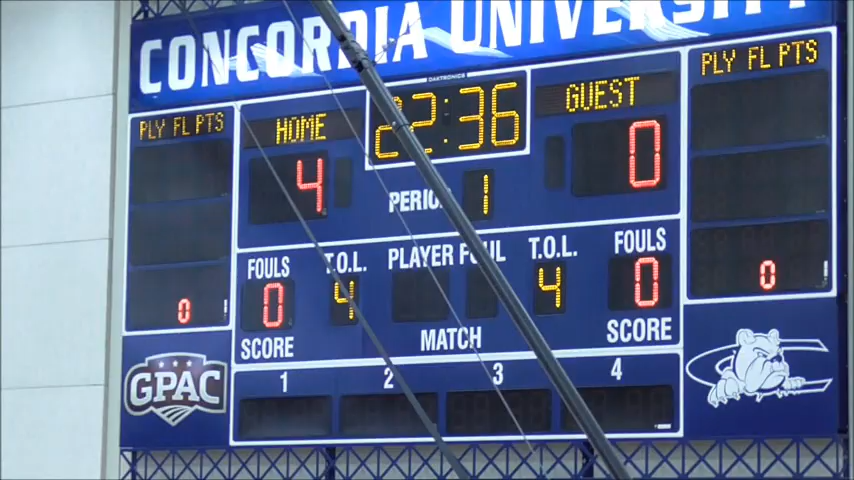 CONCORDIA UNIVERSITY
DAKTRONICS
PLY FL PTS HOME 22:36 GUEST PLY FL PTS
4 0
PERIOD 1
FOULS T.O.L. PLAYER FOUL T.O.L. FOULS
0 0 4 4 0 0
SCORE MATCH SCORE
1 2 3 4
GPAC